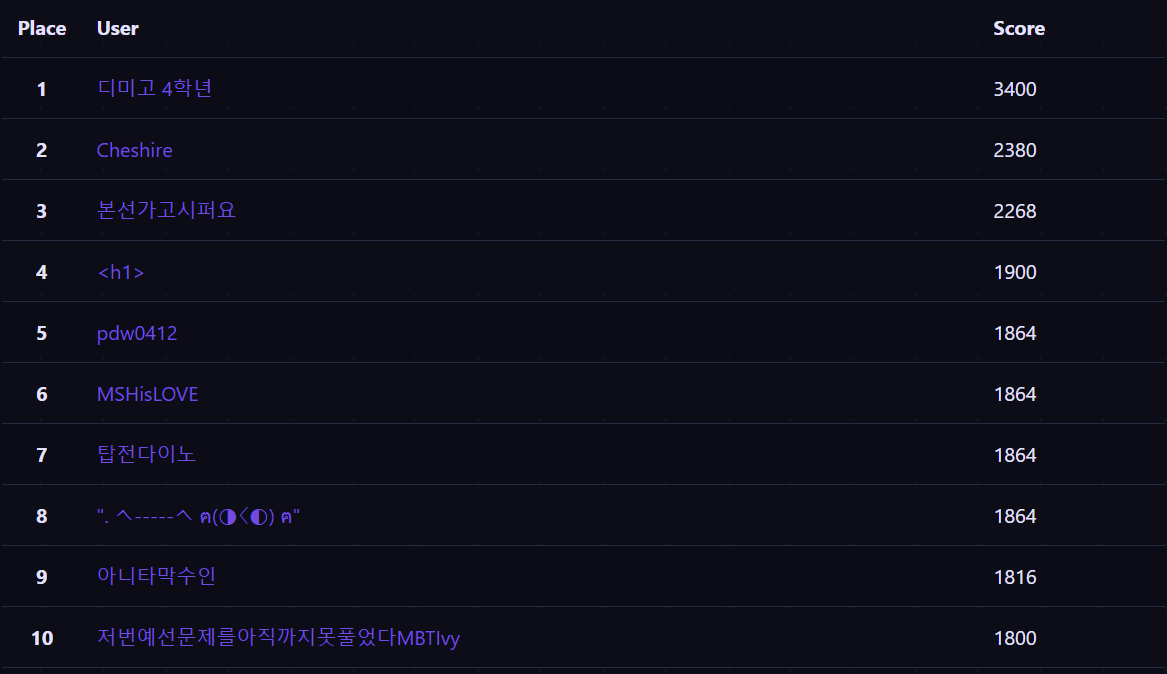 Place User Score
1 디미고 4학년 3400
2 Cheshire 2380
3 본선가고시퍼요 2268
4 <h1> 1900
5 pdw0412 1864
6 MSHisLOVE 1864
7 탑전다이노 1864
8 ". ヘ-----ヘ ฅ(◑〈◐) ฅ" 1864
9 아니타막수인 1816
10 저번예선문제를아직까지못풀었다MBTIvy 1800